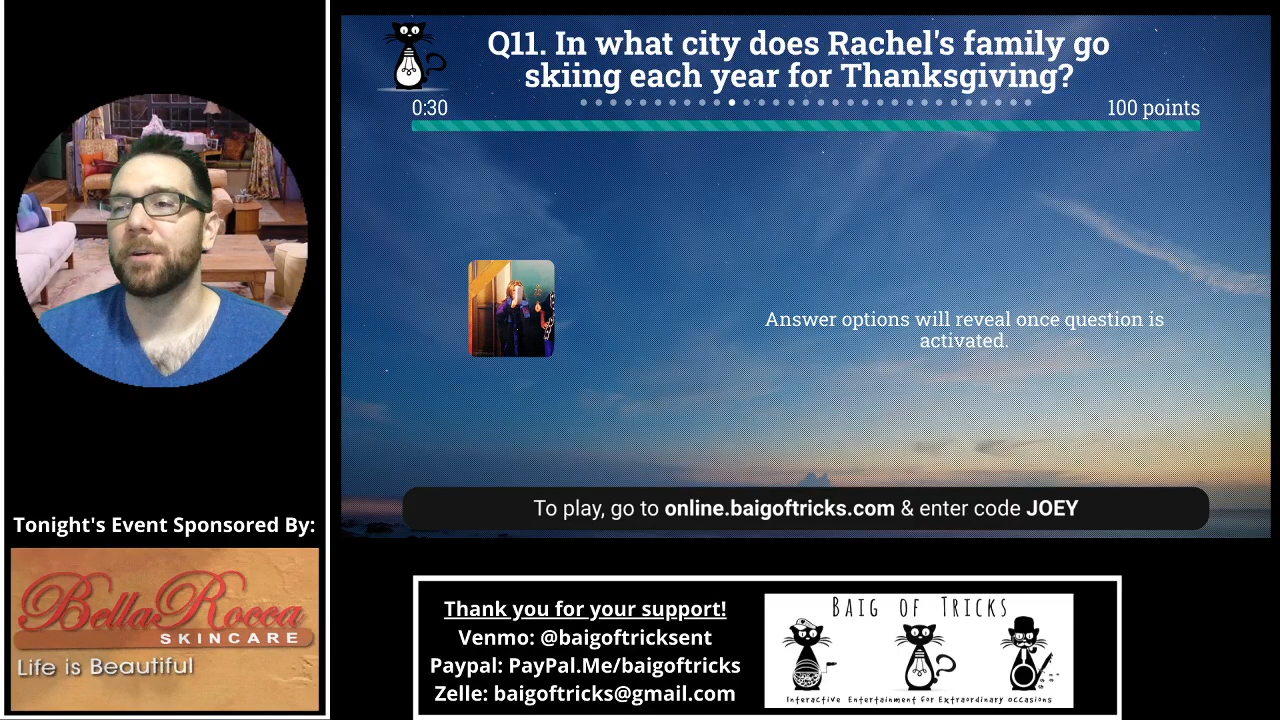 Q11. In what city does Rachel's family go
skiing each year for Thanksgiving?
0:30
100 points
Answer options will reveal once question is
activated.
To play, go to online.baigoftricks.com & enter code JOEY
Tonight's Event Sponsored By:
BellaRocca
SKINCARE
Life is Beautiful
Thank you for your support!
Venmo: @baigoftricksent
Paypal: PayPal.Me/baigoftricks
Zelle: baigoftricks@gmail.com
BAIG OF TRICKS
Interactive Entertainment for Extraordinary occasions